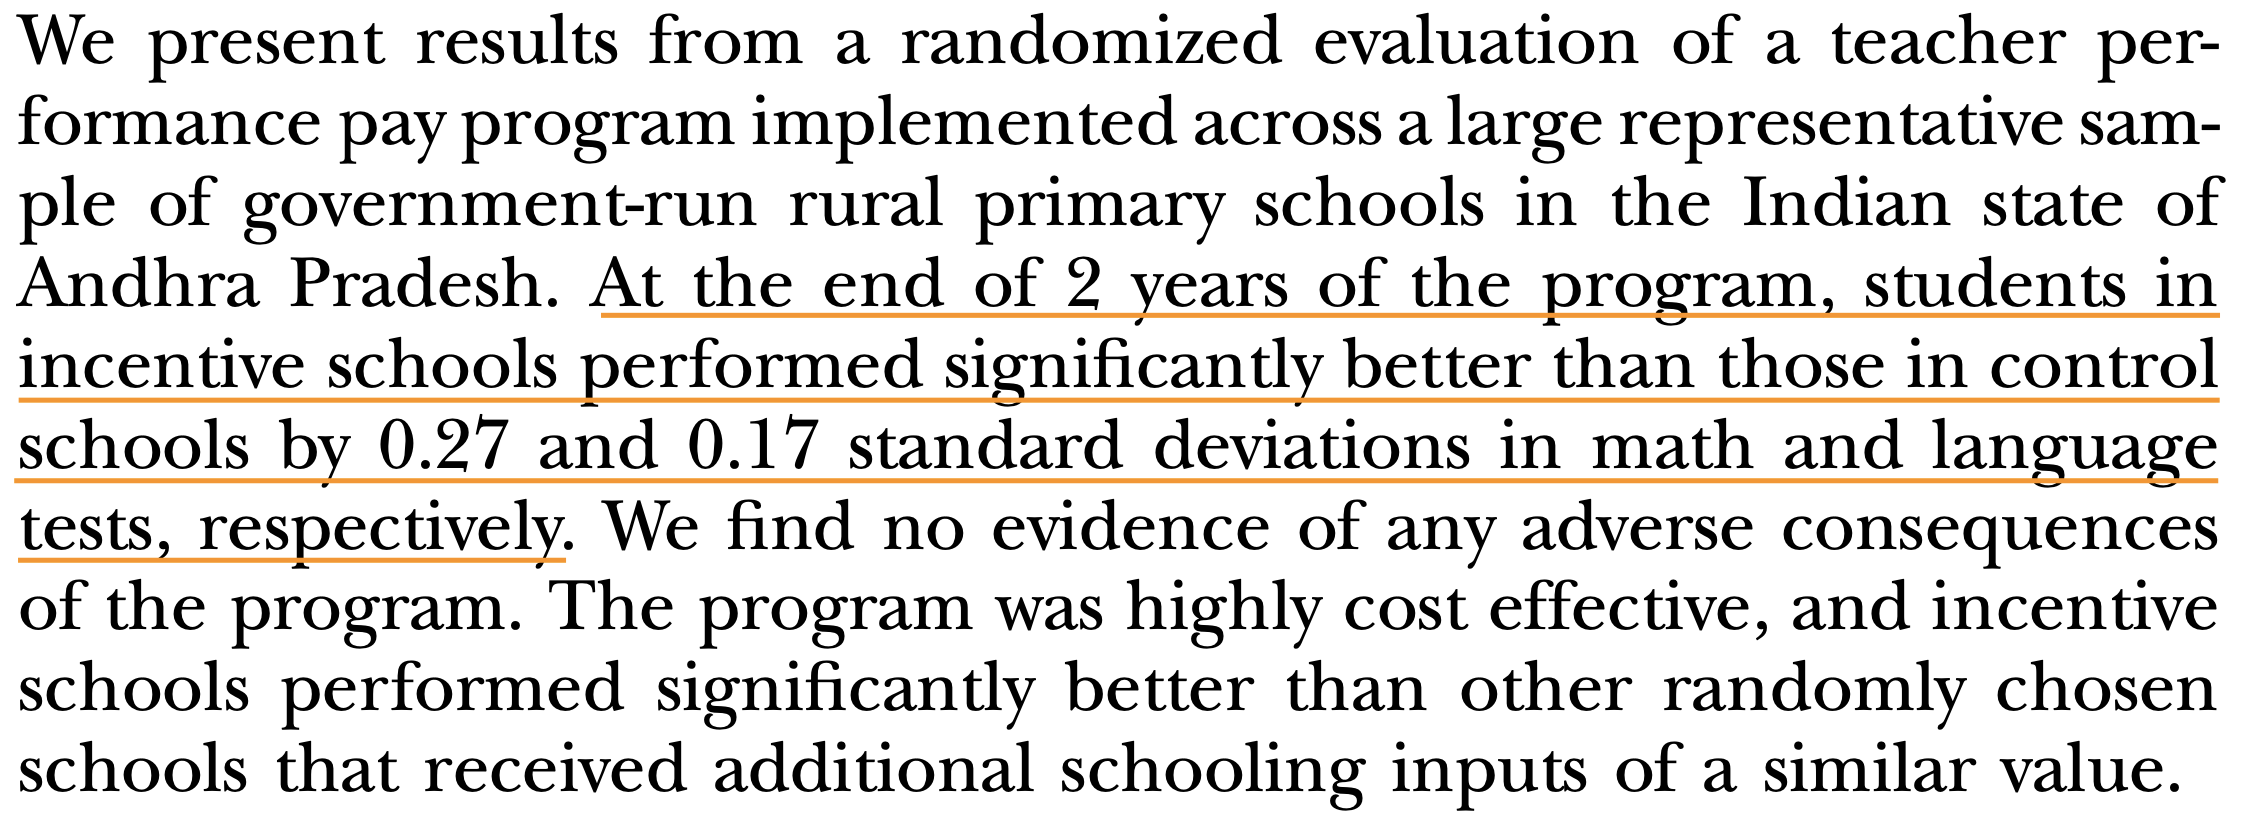 We present results from a randomized evaluation of a teacher per-
formance pay program implemented across a large representative sam-
ple of government-run rural primary schools in the Indian state of
Andhra Pradesh. At the end of 2 years of the program, students in
incentive schools performed significantly better than those in control
schools by 0.27 and 0.17 standard deviations in math and language
tests, respectively. We find no evidence of any adverse consequences
of the program. The program was highly cost effective, and incentive
schools performed significantly better than other randomly chosen
schools that received additional schooling inputs of a similar value.